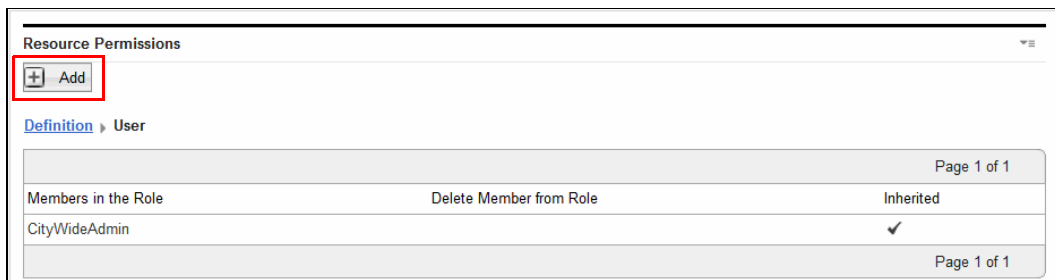 Resource Permissions
Add
Definition User
Page 1 of 1
Members in the Role Delete Member from Role Inherited
CityWideAdmin
Page 1 of 1